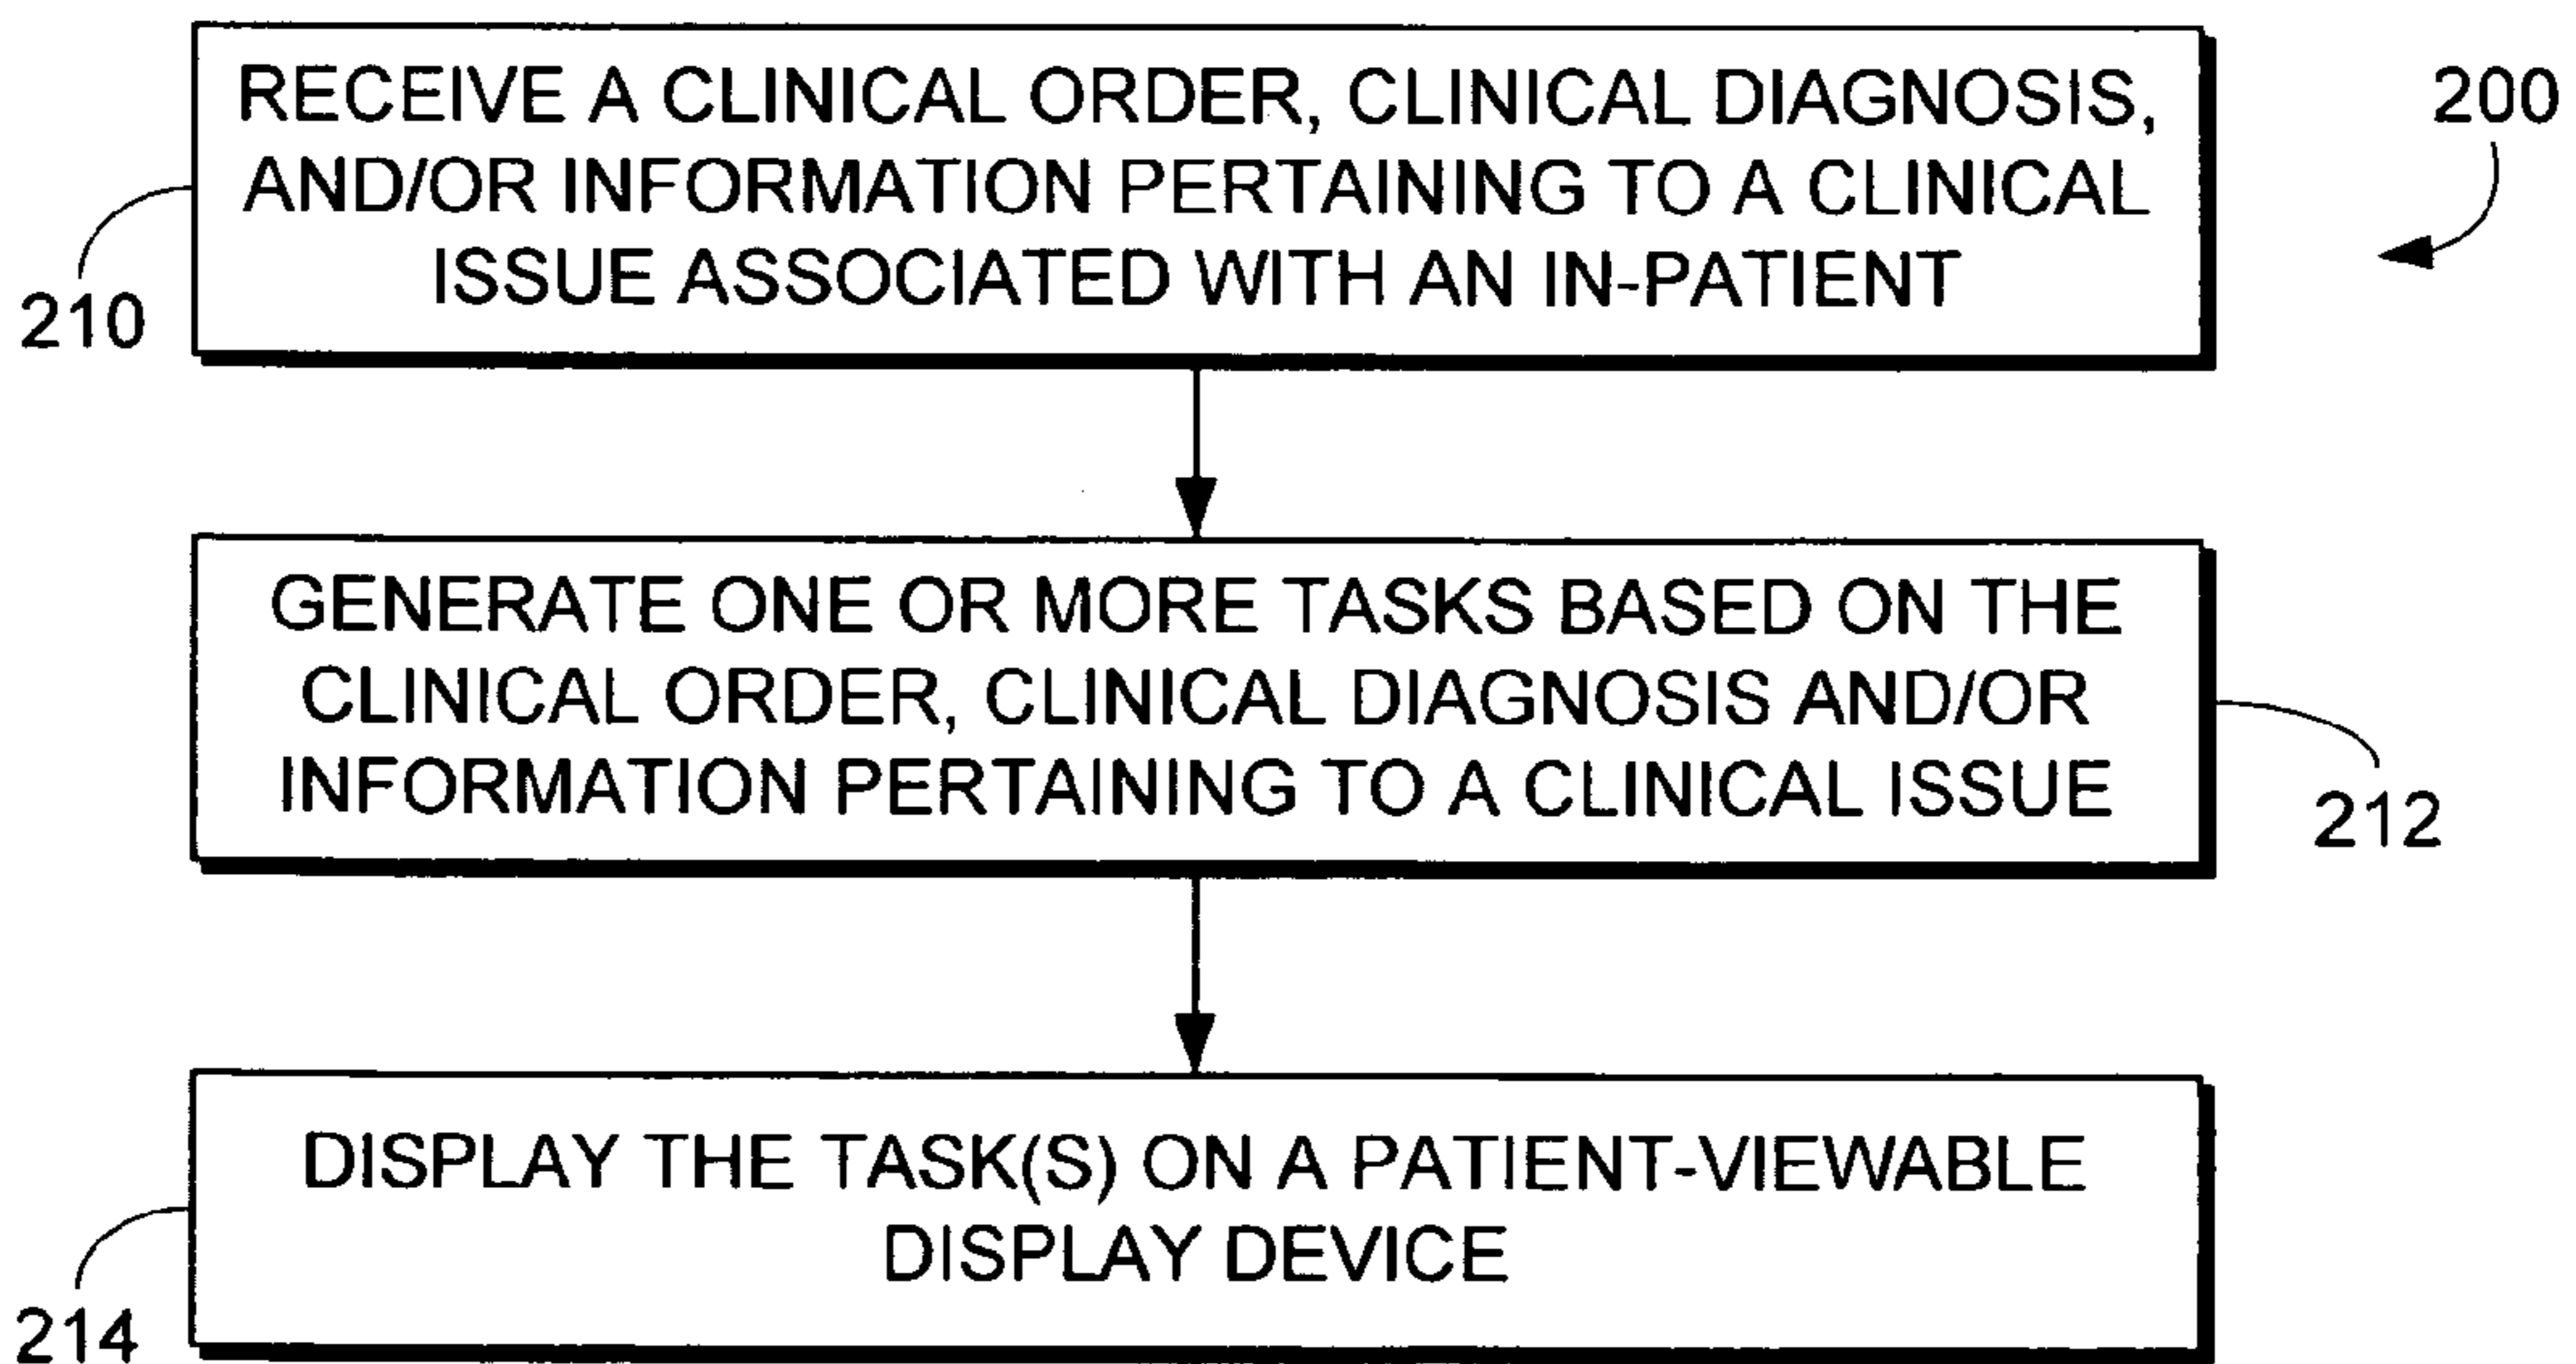 RECEIVE A CLINICAL ORDER, CLINICAL DIAGNOSIS,
AND/OR INFORMATION PERTAINING TO A CLINICAL
ISSUE ASSOCIATED WITH AN IN-PATIENT
200
210
GENERATE ONE OR MORE TASKS BASED ON THE
CLINICAL ORDER, CLINICAL DIAGNOSIS AND/OR
INFORMATION PERTAINING TO A CLINICAL ISSUE
212
DISPLAY THE TASK(S) ON A PATIENT-VIEWABLE
DISPLAY DEVICE
214